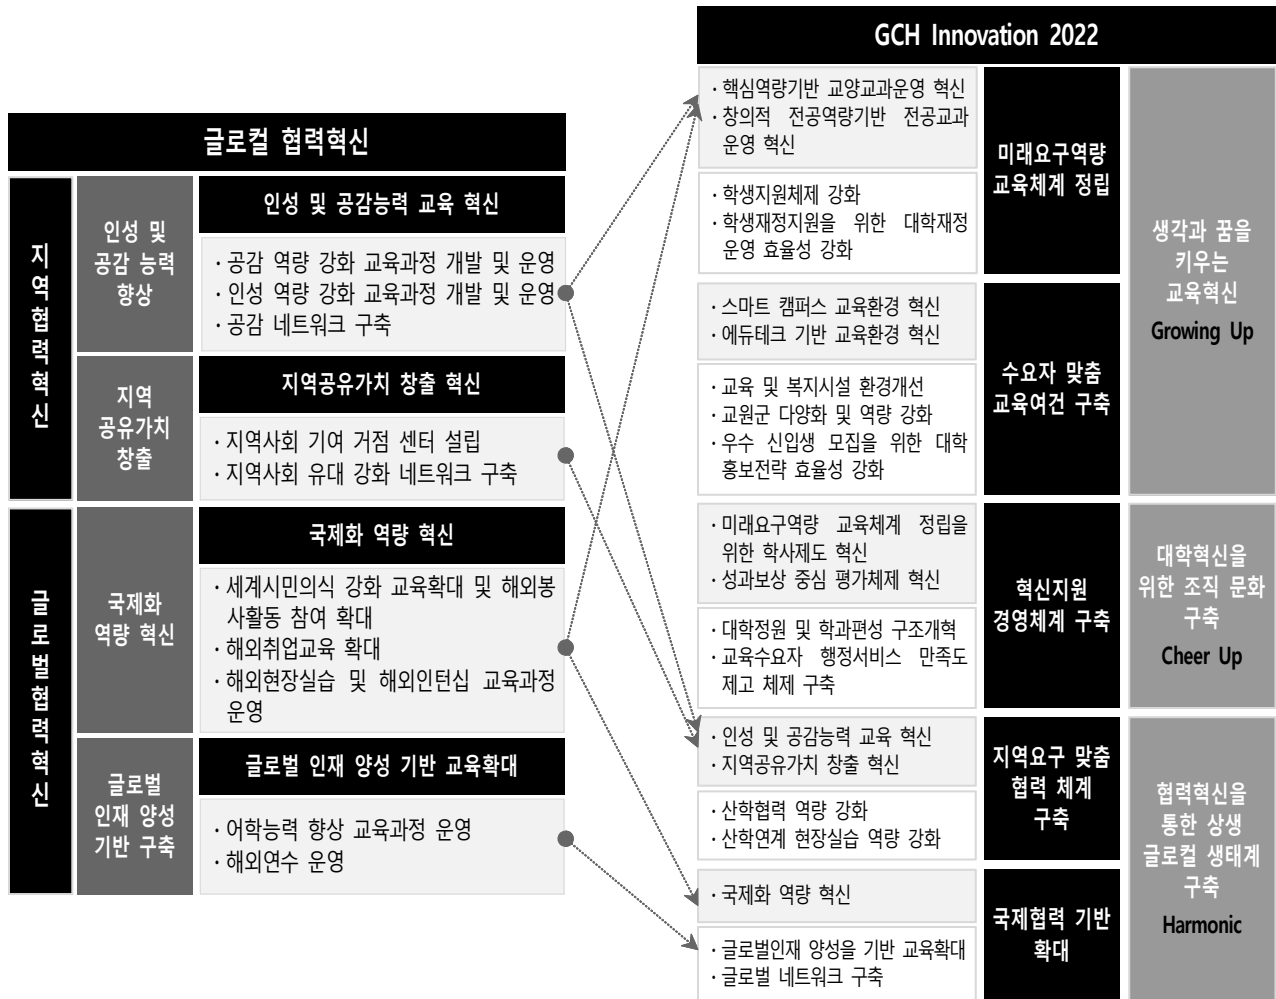 글로컬 협력혁신
지역협력혁신
인성 및
공감 능력
향상
인성 및 공감능력 교육 혁신
· 공감 역량 강화 교육과정 개발 및 운영
· 인성 역량 강화 교육과정 개발 및 운영
· 공감 네트워크 구축
지역
공유가치
창출
지역공유가치 창출 혁신
· 지역사회 기여 거점 센터 설립
· 지역사회 유대 강화 네트워크 구축
글로벌협력혁신
국제화
역량 혁신
국제화 역량 혁신
· 세계시민의식 강화 교육확대 및 해외봉
사활동 참여 확대
· 해외취업교육 확대
· 해외현장실습 및 해외인턴십 교육과정
운영
글로벌
인재 양성
기반 구축
글로벌 인재 양성 기반 교육확대
· 어학능력 향상 교육과정 운영
· 해외연수 운영
GCH Innovation 2022
· 핵심역량기반 교양교과운영 혁신
· 창의적 전공역량기반 전공교과
운영 혁신
· 학생지원체제 강화
· 학생재정지원을 위한 대학재정
운영 효율성 강화
미래요구역량
교육체계 정립
· 스마트 캠퍼스 교육환경 혁신
· 에듀테크 기반 교육환경 혁신
· 교육 및 복지시설 환경개선
· 교원군 다양화 및 역량 강화
· 우수 신입생 모집을 위한 대학
홍보전략 효율성 강화
수요자 맞춤
교육여건 구축
생각과 꿈을
키우는
교육혁신
Growing Up
· 미래요구역량 교육체계 정립을
위한 학사제도 혁신
· 성과보상 중심 평가체제 혁신
· 대학정원 및 학과편성 구조개혁
· 교육수요자 행정서비스 만족도
제고 체제 구축
혁신지원
경영체계 구축
대학혁신을
위한 조직 문화
구축
Cheer Up
· 인성 및 공감능력 교육 혁신
· 지역공유가치 창출 혁신
· 산학협력 역량 강화
· 산학연계 현장실습 역량 강화
지역요구 맞춤
협력 체계
구축
· 국제화 역량 혁신
· 글로벌인재 양성을 기반 교육확대
· 글로벌 네트워크 구축
국제협력 기반
확대
협력혁신을
통한 상생
글로컬 생태계
구축
Harmonic